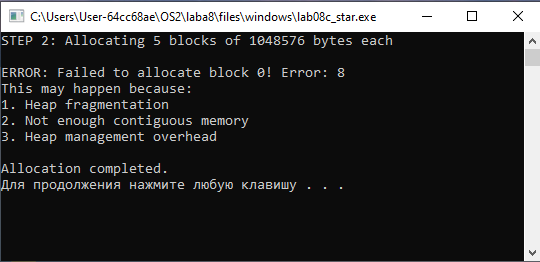 C:\Users\User-64cc68ae\OS2\laba8\files\windows\lab08c_star.exe
STEP 2: Allocating 5 blocks of 1048576 bytes each
ERROR: Failed to allocate block 0! Error: 8
This may happen because:
1. Heap fragmentation
2. Not enough contiguous memory
3. Heap management overhead
Allocation completed.
Для продолжения нажмите любую клавишу . . .